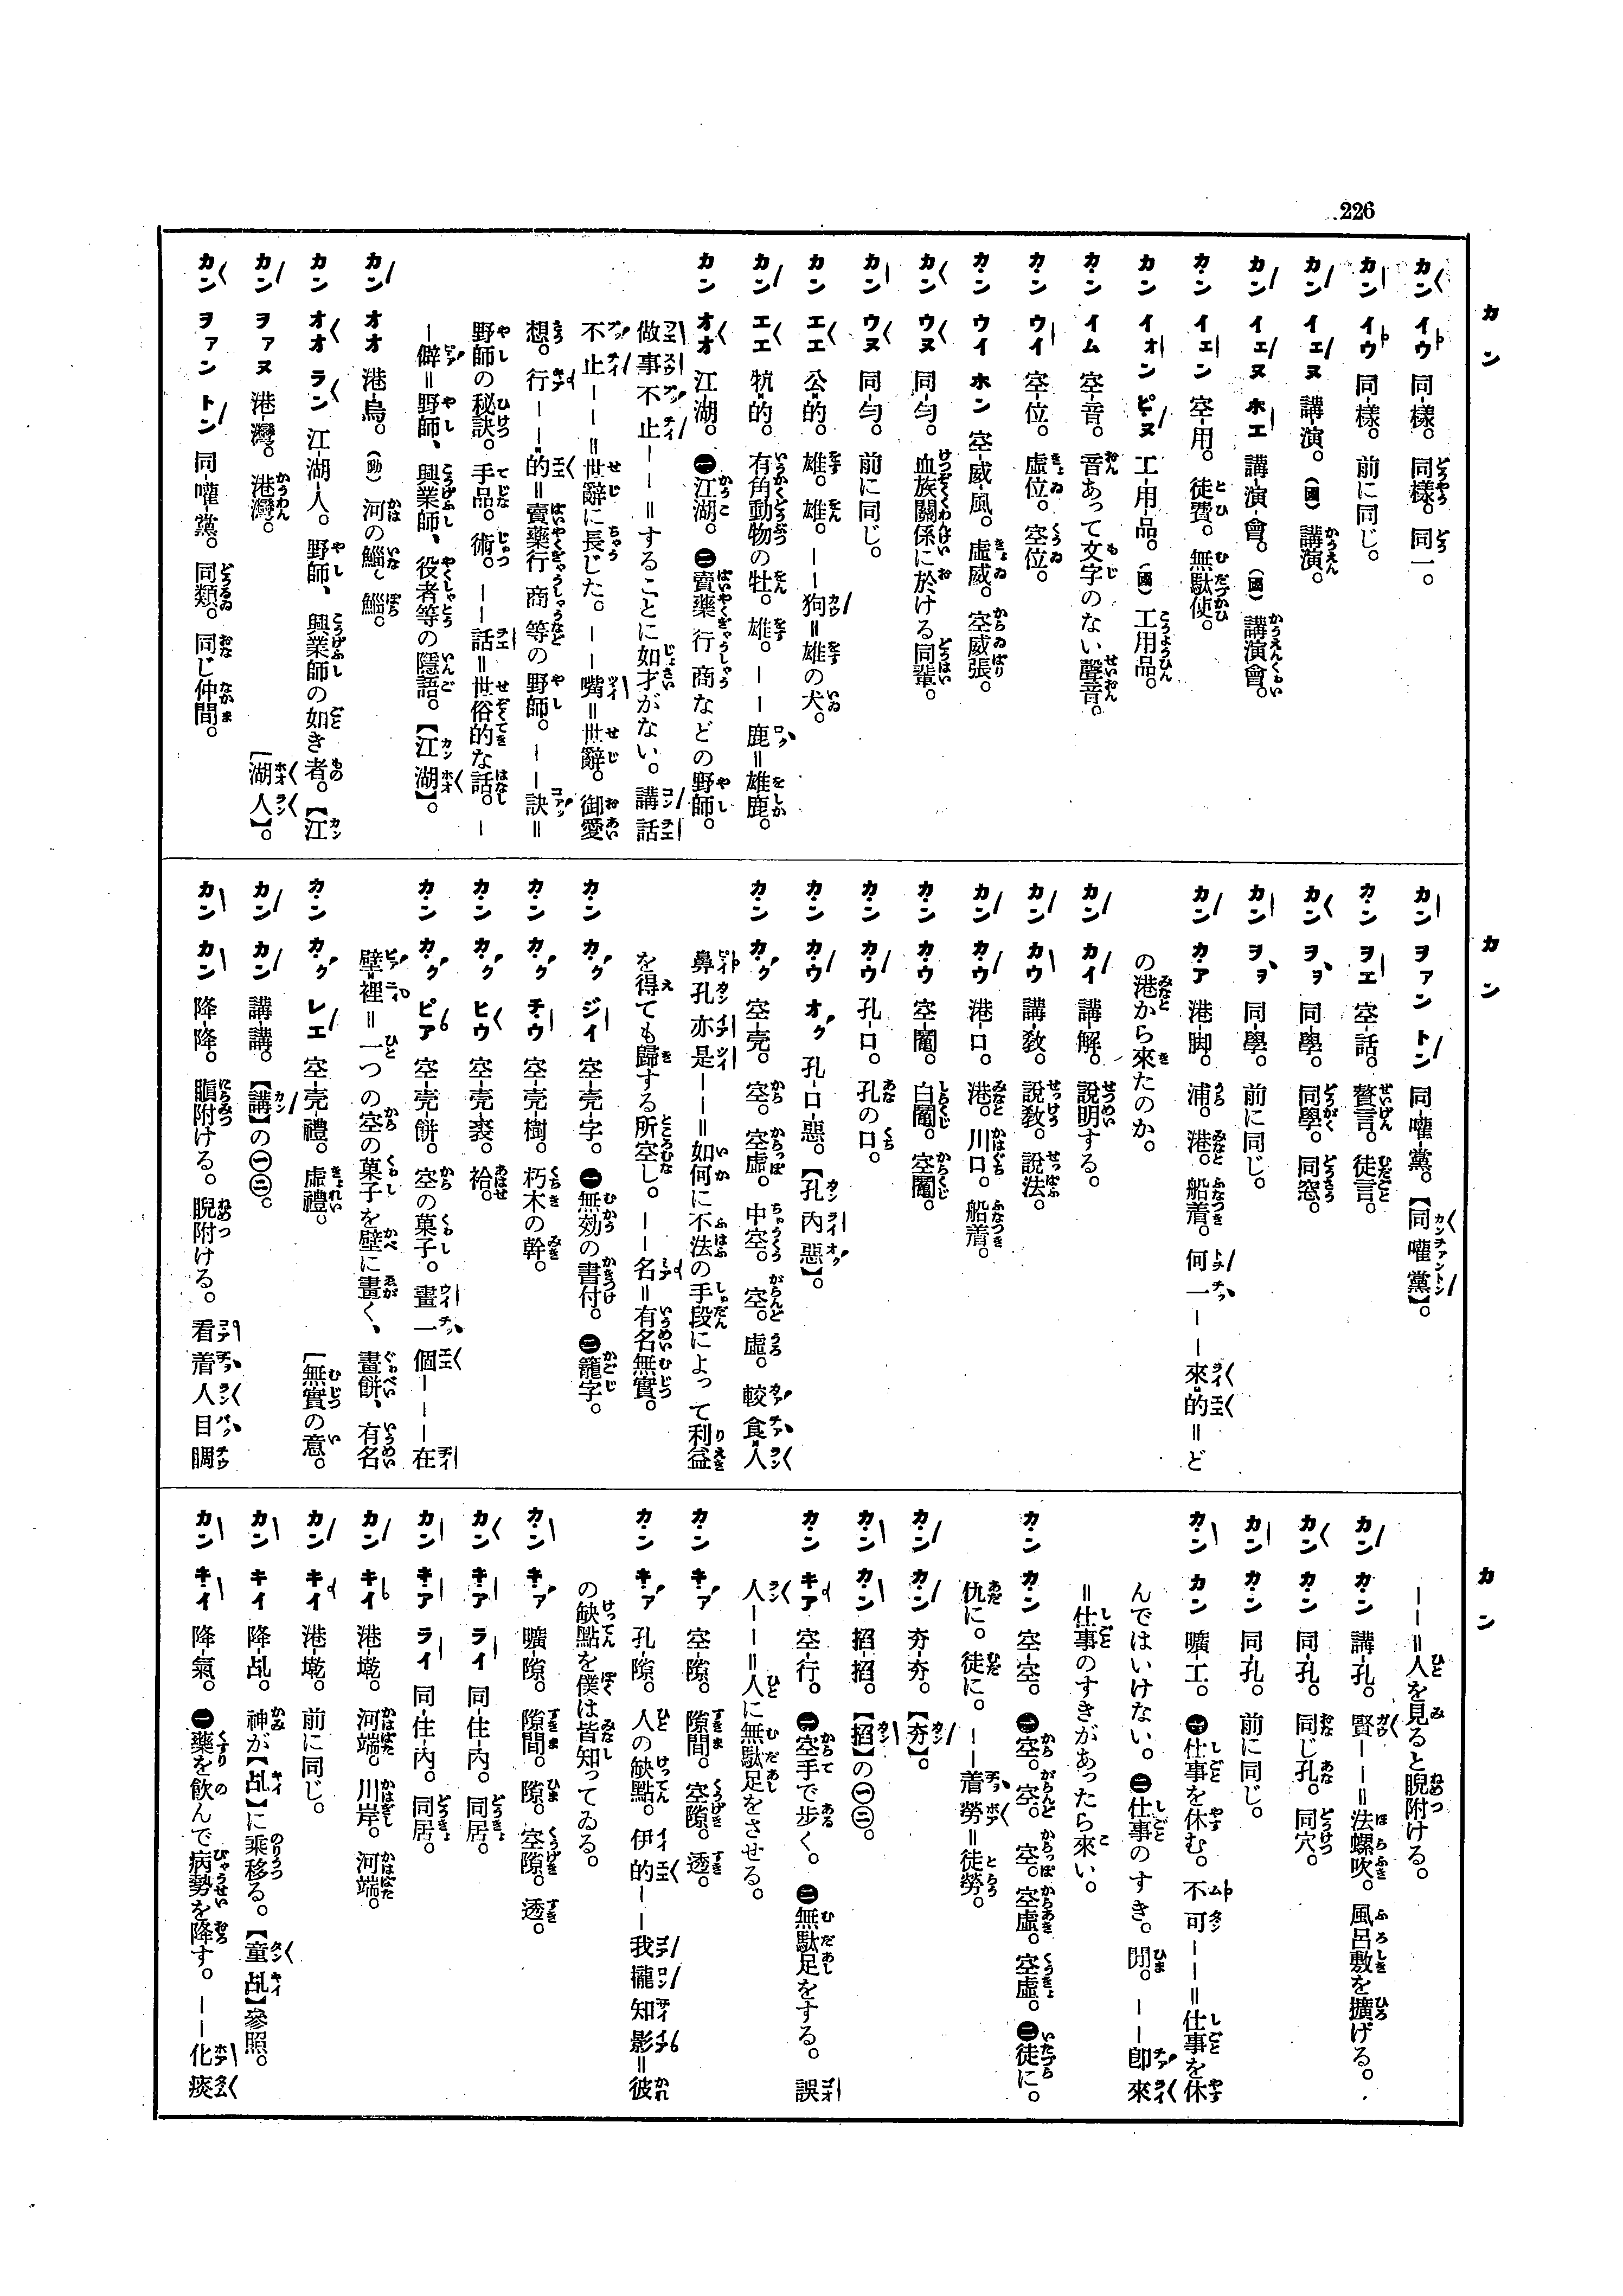 226
カン
カン イウ 同-樣。同樣。同一。
カン イウ 同-樣。前に同じ。
カン イエヌ 講-演。(國)講演。
カン イエヌ ホエ 講-演-會。(國)講演會。
カン イエン 空-用。徒費。無駄使。
カン イオン ピヌ 工-用-品。(國)工用品。
カン イム 空-音。音あって文字のない聲音。
カン ウイ 空-位。虛位。空位。
カン ウイ ホン 空-威-風。虛威。空威張。
カン ウヌ 同-勻。血族關係に於ける同輩。
カン ウヌ 同-勻。前に同じ。
カン エエ 公-的。雄。雄。――狗=雄の犬。
カン エエ 牨-的。有角動物の牡。雄。――鹿=雄鹿。
カン オオ 江-湖。㊀江湖。㊁賣藥行商などの野師。
做事不止――=することに如才がない。講話
不止――=世辭に長じた。――嘴=世辭。御愛
想。行――的=賣藥行商等の野師。――訣=
野師の秘訣。手品。術。――話=世俗的な話。―
―僻=野師、興業師、役者等の隱語。【江湖】。
カン オオ 港-烏。(動)河の鯔、鯔。
カン オオ ラン 江-湖-人。野師、興業師の如き者。【江
湖人】。
カン ヲァヌ 港-灣。港灣。
カン ヲァン トン 同-嚾-黨。同類。同じ仲間。
カン
カン ヲァン トン 同-嚾-黨。【同嚾黨】。
カン ヲエ 空-話。贅言。徒言。
カン ヲヲ 同-學。同學。同窓。
カン ヲヲ 同-學。前に同じ。
カン カア 港-脚。浦。港。船着。何一――來的=ど
の港から來たのか。
カン カイ 講-解。說明する。
カン カウ 講-敎。說敎。說法。
カン カウ 港-口。港。川口。船着。
カン カウ 空-鬮。白鬮。空鬮。
カン カウ 孔-口。孔の口。
カン カウ オク 孔-口-惡。【孔內惡】。
カン カク 空-壳。空。空虛。中空。空。虛。較食人
鼻孔亦是――=如何に不法の手段によって利益
を得ても歸する所空し。――名=有名無實。
カン カク ジイ 空-壳-字。㊀無効の書付。㊁籠字。
カン カク チウ 空-壳-樹。朽木の幹。
カン カク ヒウ 空-壳-裘。袷。
カン カク ピア 空-壳-餅。空の菓子。畫一個――在
壁裡=一つの空の菓子を壁に畫く、畫餅、有名
無實の意。
カン カク レエ 空-壳-禮。虛禮。
カン カン 講-講。【講】の㊀㊁。
カン カン 降-降。睨附ける。看着人目睭
カン
――=人を見ると睨附ける。
カン カン 講-孔。賢――=法螺吹。風呂敷を擴げる。
カン カン 同-孔。同じ孔。同穴。
カン カン 同-孔。前に同じ。
カン カン 曠-工。㊀仕事を休む。不可――=仕事を休
んではいけない。㊁仕事のすき。閒。――卽來
=仕事のすきがあったら來い。
カン カン 空-空。㊀空。空。空。空虛。空虛。㊁徒に。
仇に。徒に。――着勞=徒勞。
カン カン 夯-夯。【夯】。
カン カン 掐-掐。【掐】の㊀㊁。
カン キア 空-行。㊀空手で步く。㊁無駄足をする。誤
人――=人に無駄足をさせる。
カン キァ 空-隙。隙間。空隙。透。
カン キァ 孔-隙。人の缺點。伊的――我攏知影=彼
の缺點を僕は皆知ってゐる。
カン キァ 曠-隙。隙間。隙。空隙。透。
カン キア ライ 同-住-內。同居。
カン キア ライ 同-住-內。同居。
カン キイ 港-墘。河端。川岸。河端。
カン キイ 港-墘。前に同じ。
カン キイ 降-乩。神が【乩】に乘移る。【童乩】參照。
カン キイ 降-氣。㊀藥を飮んで病勢を降す。――化痰